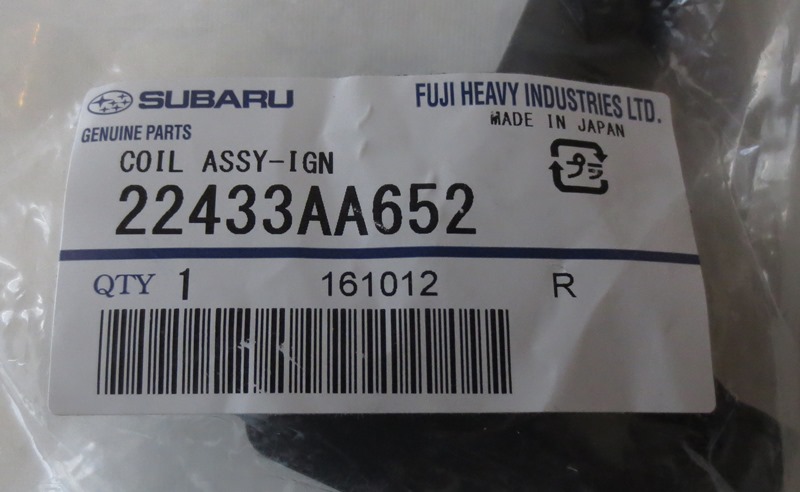 SUBARU
FUJI HEAVY INDUSTRIES LTD.
GENUINE PARTS
MADE IN JAPAN
COIL ASSY-IGN
プラ
22433AA652
QTY 1 161012 R